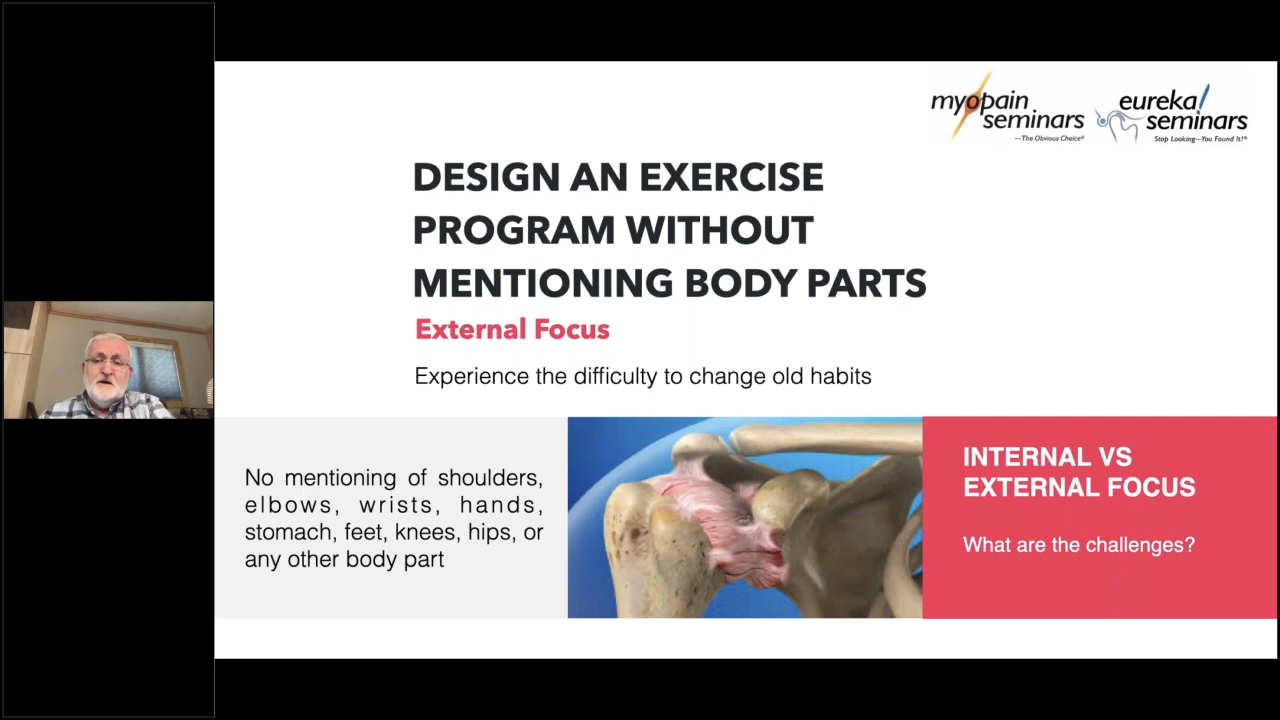 myopain
seminars
—The Obvious Choice®
eureka!
seminars
Stop Looking—You Found It!®
DESIGN AN EXERCISE
PROGRAM WITHOUT
MENTIONING BODY PARTS
External Focus
Experience the difficulty to change old habits
No mentioning of shoulders,
elbows, wrists, hands,
stomach, feet, knees, hips, or
any other body part
INTERNAL VS
EXTERNAL FOCUS
What are the challenges?